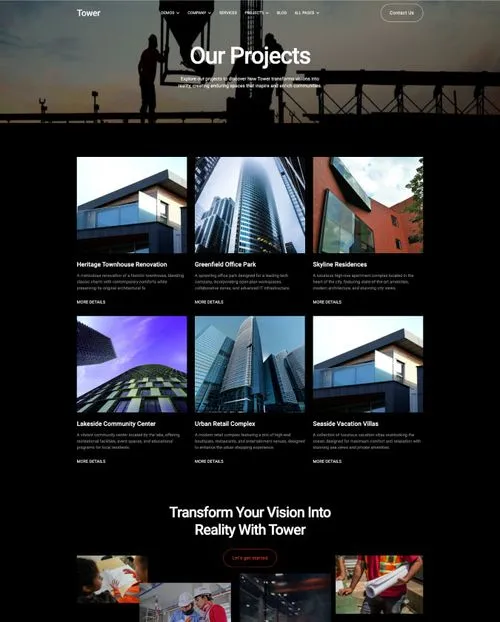 Tower
DEMOS
COMPANY
SERVICES
PROJECTS
BLOG
ALL PAGES
Contact Us
Our Projects
Explore our projects to discover how Tower transforms visions into
reality, creating enduring spaces that inspire and enrich communities.
Heritage Townhouse Renovation
A meticulous renovation of a historic townhouse, blending
classic charm with contemporary comforts while
preserving its original architectural
MORE DETAILS
Greenfield Office Park
A sprawling office park designed for a leading tech
company, incorporating open-plan workspaces,
collaborative zones, and advanced IT infrastructure.
MORE DETAILS
Skyline Residences
A luxurious high-rise apartment complex located in the
heart of the city, featuring state-of-the-art amenities,
modern architecture, and stunning city views.
MORE DETAILS
Lakeside Community Center
A vibrant community center located by the lake, offering
recreational facilities, event spaces, and educational
programs for local residents.
MORE DETAILS
Urban Retail Complex
A modern retail complex featuring a mix of high-end
boutiques, restaurants, and entertainment venues, designed
to enhance the urban shopping experience.
MORE DETAILS
Seaside Vacation Villas
A collection of luxurious vacation villas overlooking the
ocean, designed for maximum comfort and relaxation with
stunning sea views and private amenities.
MORE DETAILS
Transform Your Vision Into
Reality With Tower
Let's get started